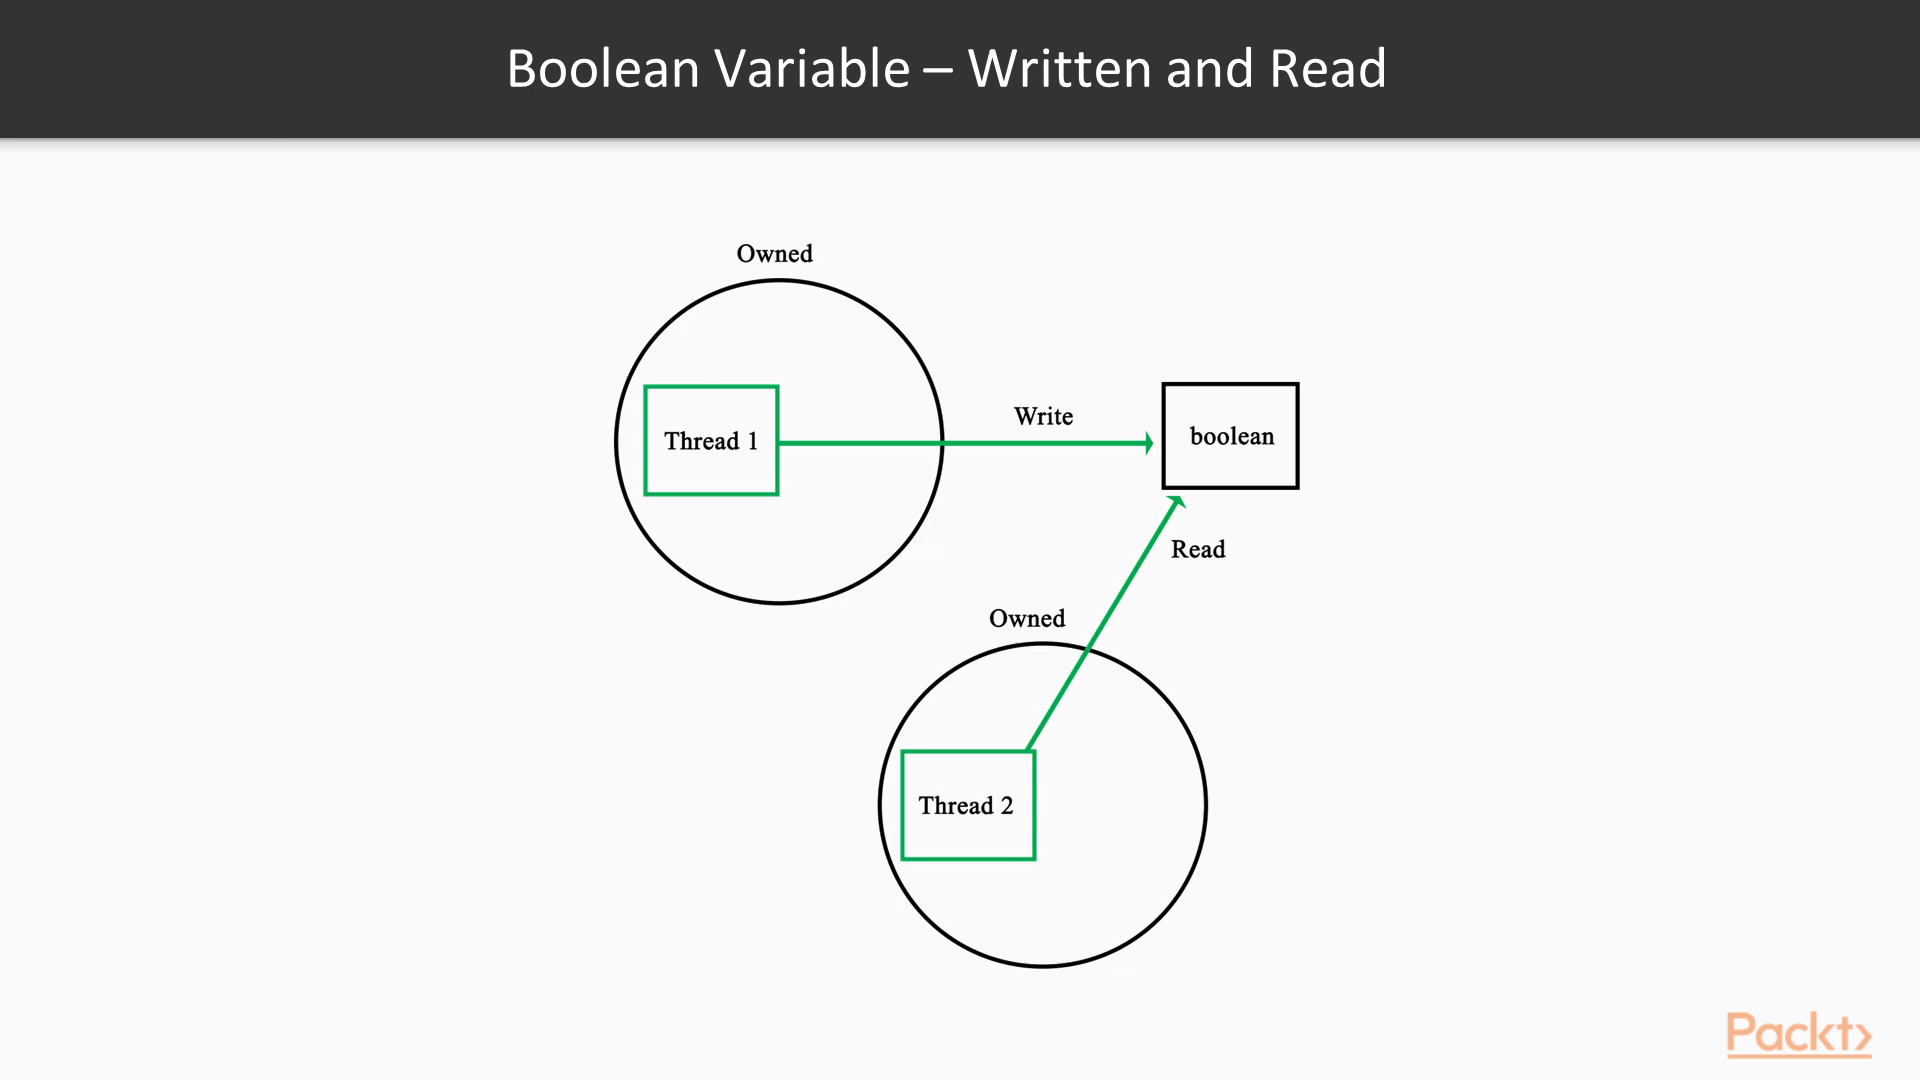 Boolean Variable – Written and Read
Owned
Thread 1
Write
boolean
Read
Owned
Thread 2
Packt>